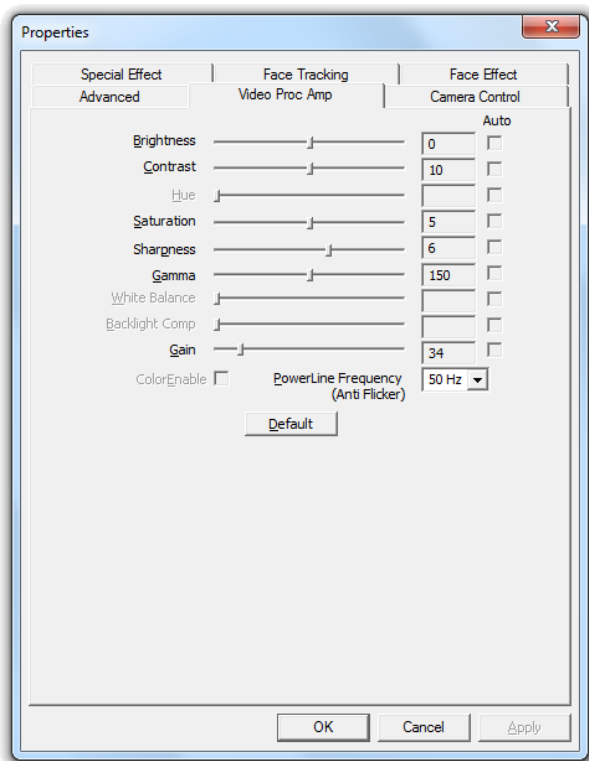 Properties
Special Effect Face Tracking Face Effect
Advanced Video Proc Amp Camera Control
Auto
Brightness 0
Contrast 10
Hue
Saturation 5
Sharpness 6
Gamma 150
White Balance
Backlight Comp
Gain 34
ColorEnable PowerLine Frequency 50 Hz
(Anti Flicker)
Default
OK Cancel Apply